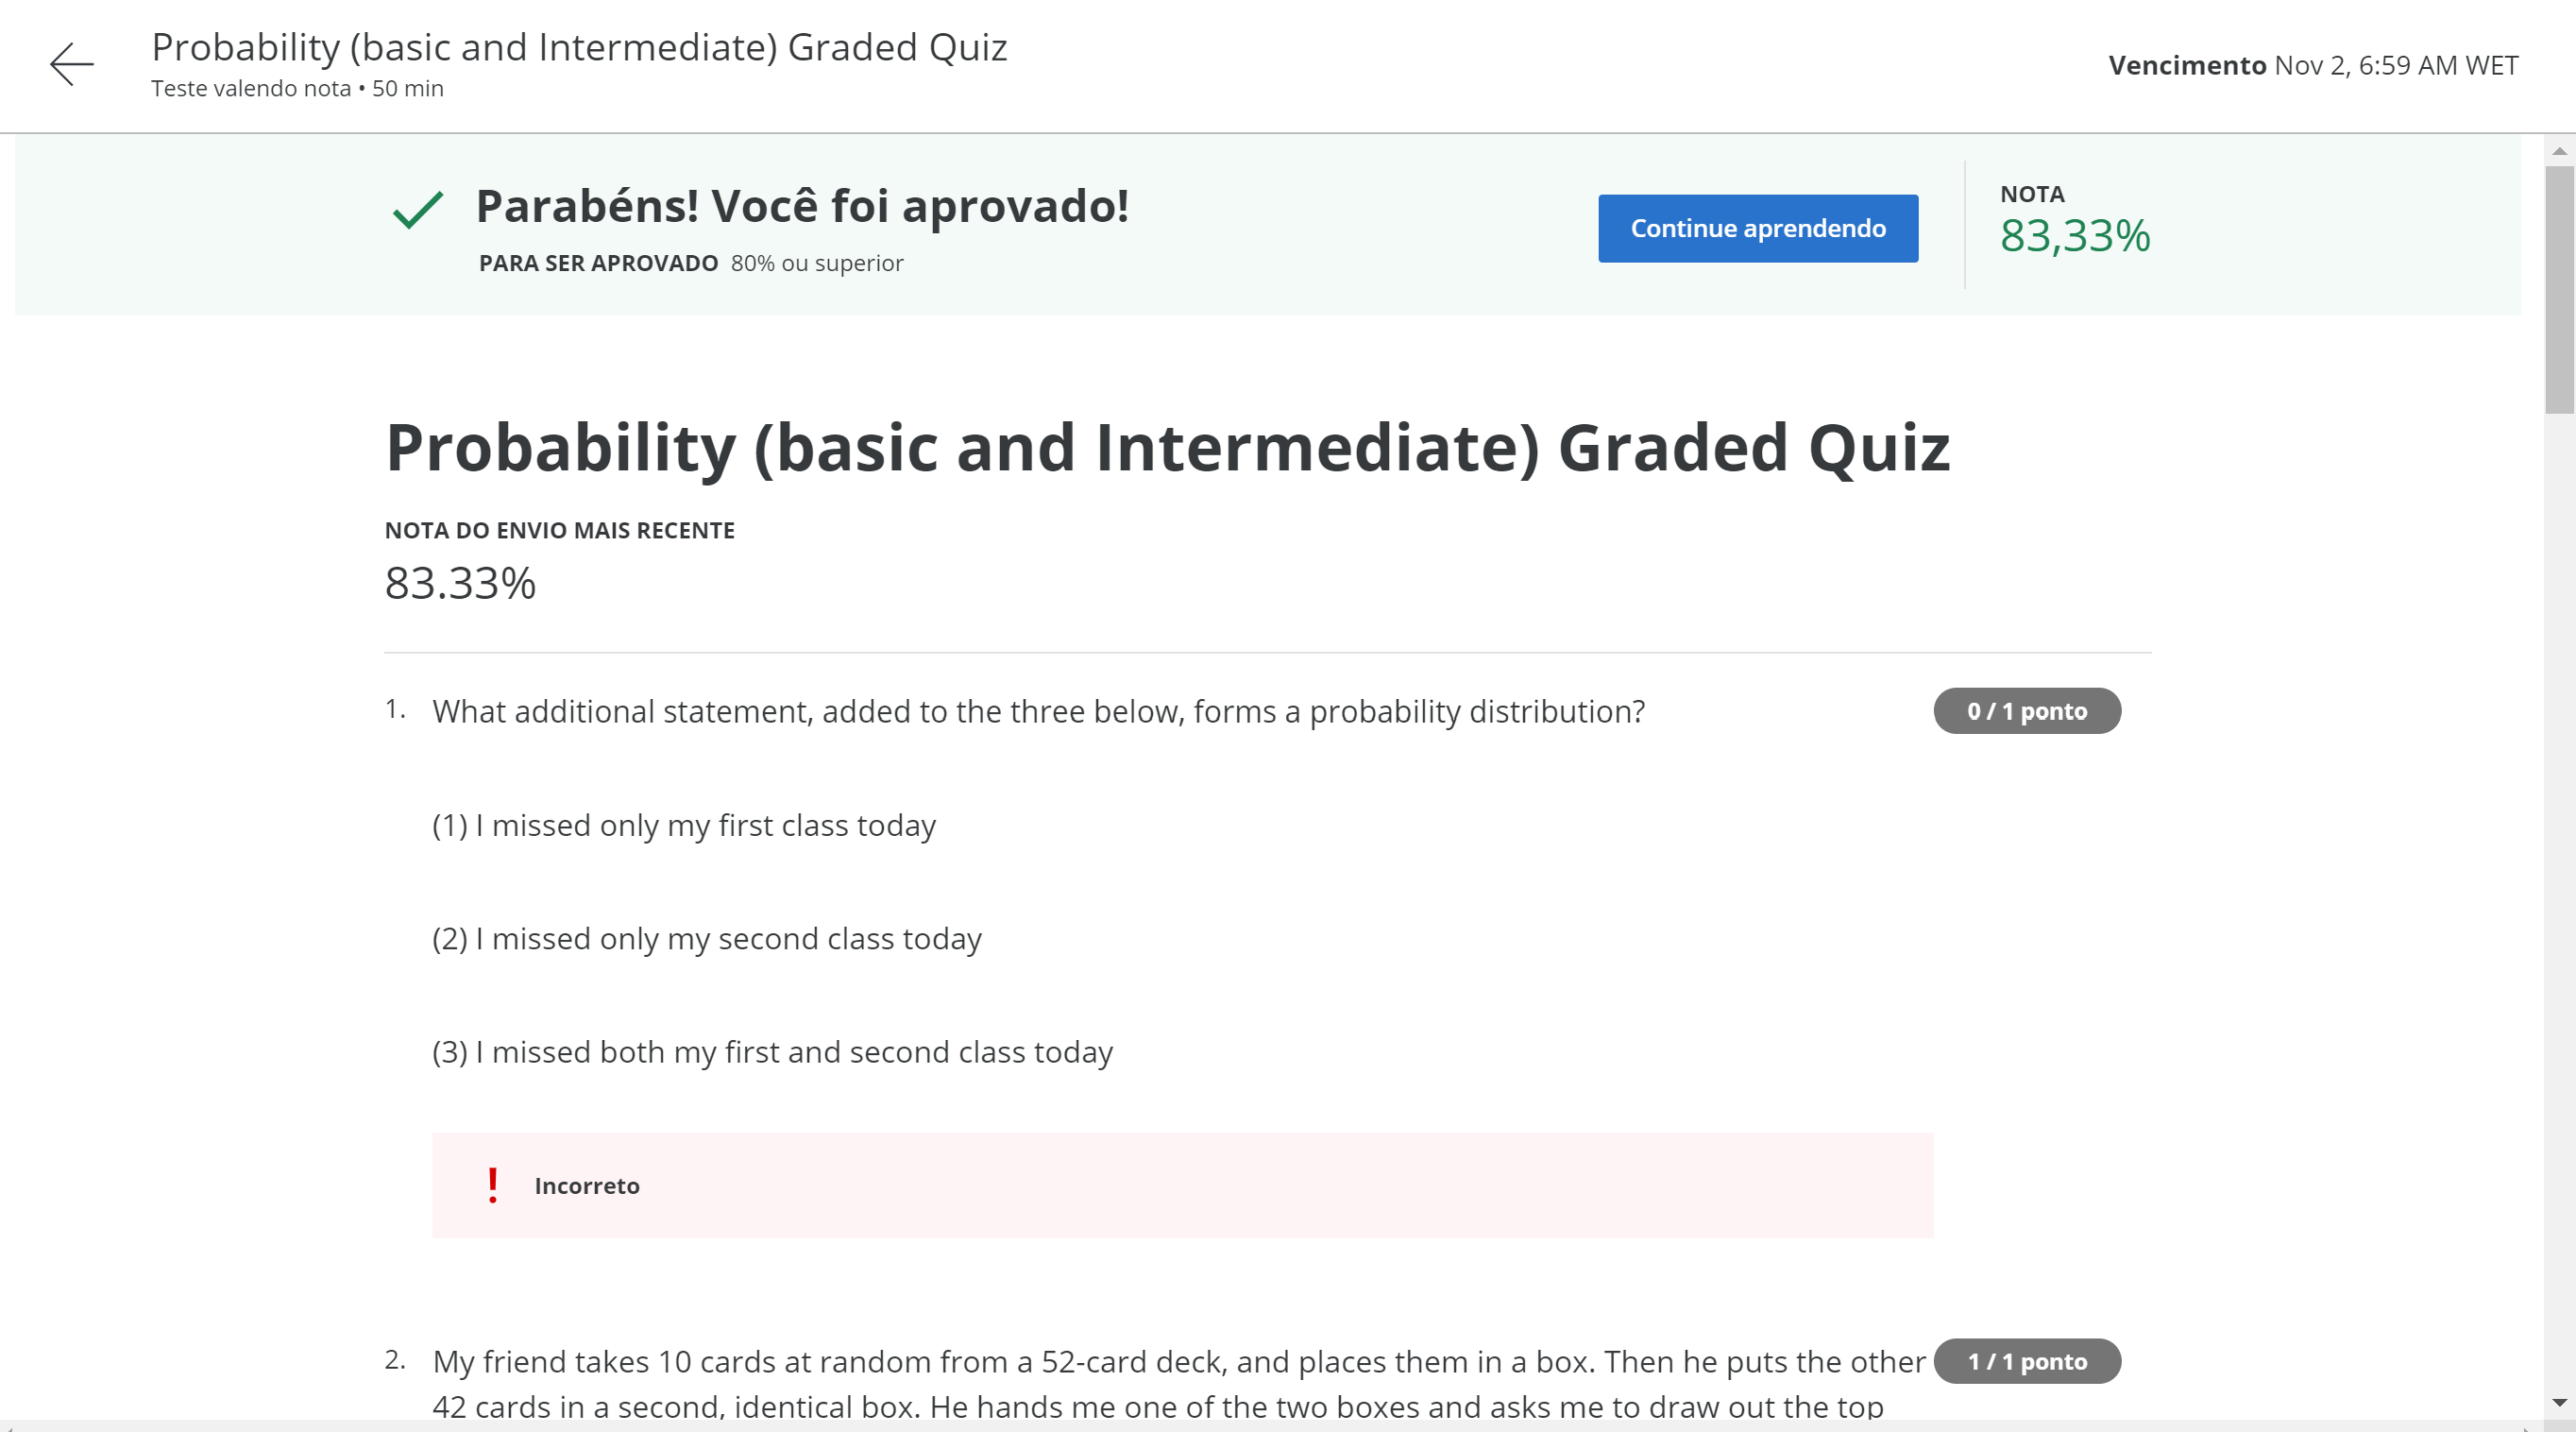 Probability (basic and Intermediate) Graded Quiz
Teste valendo nota • 50 min
Vencimento Nov 2, 6:59 AM WET
Parabéns! Você foi aprovado!
PARA SER APROVADO 80% ou superior
Continue aprendendo
NOTA
83,33%
Probability (basic and Intermediate) Graded Quiz
NOTA DO ENVIO MAIS RECENTE
83.33%
1. What additional statement, added to the three below, forms a probability distribution?
0 / 1 ponto
(1) I missed only my first class today
(2) I missed only my second class today
(3) I missed both my first and second class today
! Incorreto
2. My friend takes 10 cards at random from a 52-card deck, and places them in a box. Then he puts the other
1 / 1 ponto
42 cards in a second, identical box. He hands me one of the two boxes and asks me to draw out the top